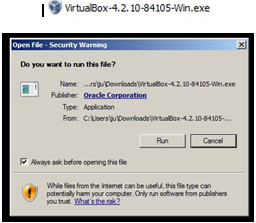 VirtualBox-4.2.10-84105-Win.exe
Open File - Security Warning
Do you want to run this file?
Name: ...rs\ju\Downloads\VirtualBox-4.2.10-84105-Win.exe
Publisher: Oracle Corporation
Type: Application
From: C:\Users\ju\Downloads\VirtualBox-4.2.10-84105-...
Run Cancel
Always ask before opening this file
While files from the Internet can be useful, this file type can
potentially harm your computer. Only run software from publishers
you trust. What's the risk?